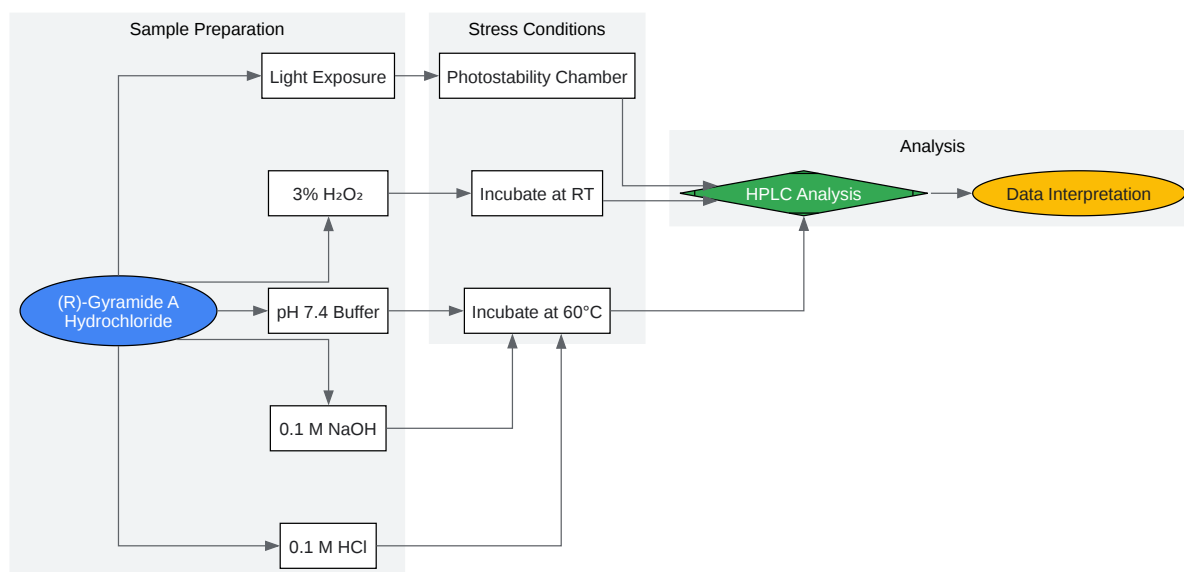 Sample Preparation
Stress Conditions
Light Exposure
Photostability Chamber
Analysis
3% H₂O₂
Incubate at RT
HPLC Analysis
Data Interpretation
(R)-Gyramide A
Hydrochloride
pH 7.4 Buffer
Incubate at 60°C
0.1 M NaOH
0.1 M HCl